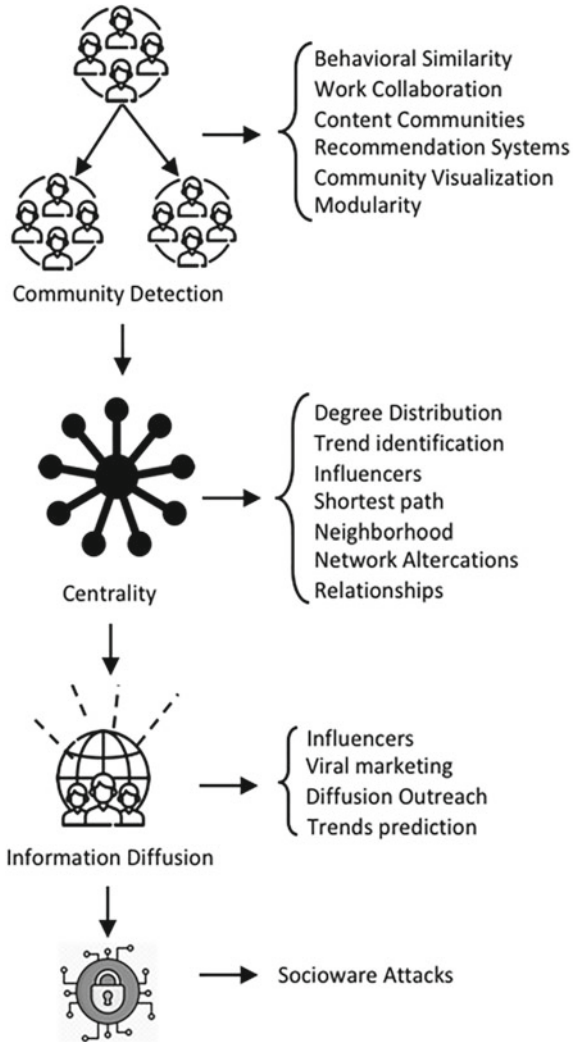 Behavioral Similarity
Work Collaboration
Content Communities
Recommendation Systems
Community Visualization
Modularity
Community Detection
Degree Distribution
Trend identification
Influencers
Shortest path
Neighborhood
Network Altercations
Relationships
Centrality
Influencers
Viral marketing
Diffusion Outreach
Trends prediction
Information Diffusion
Socioware Attacks